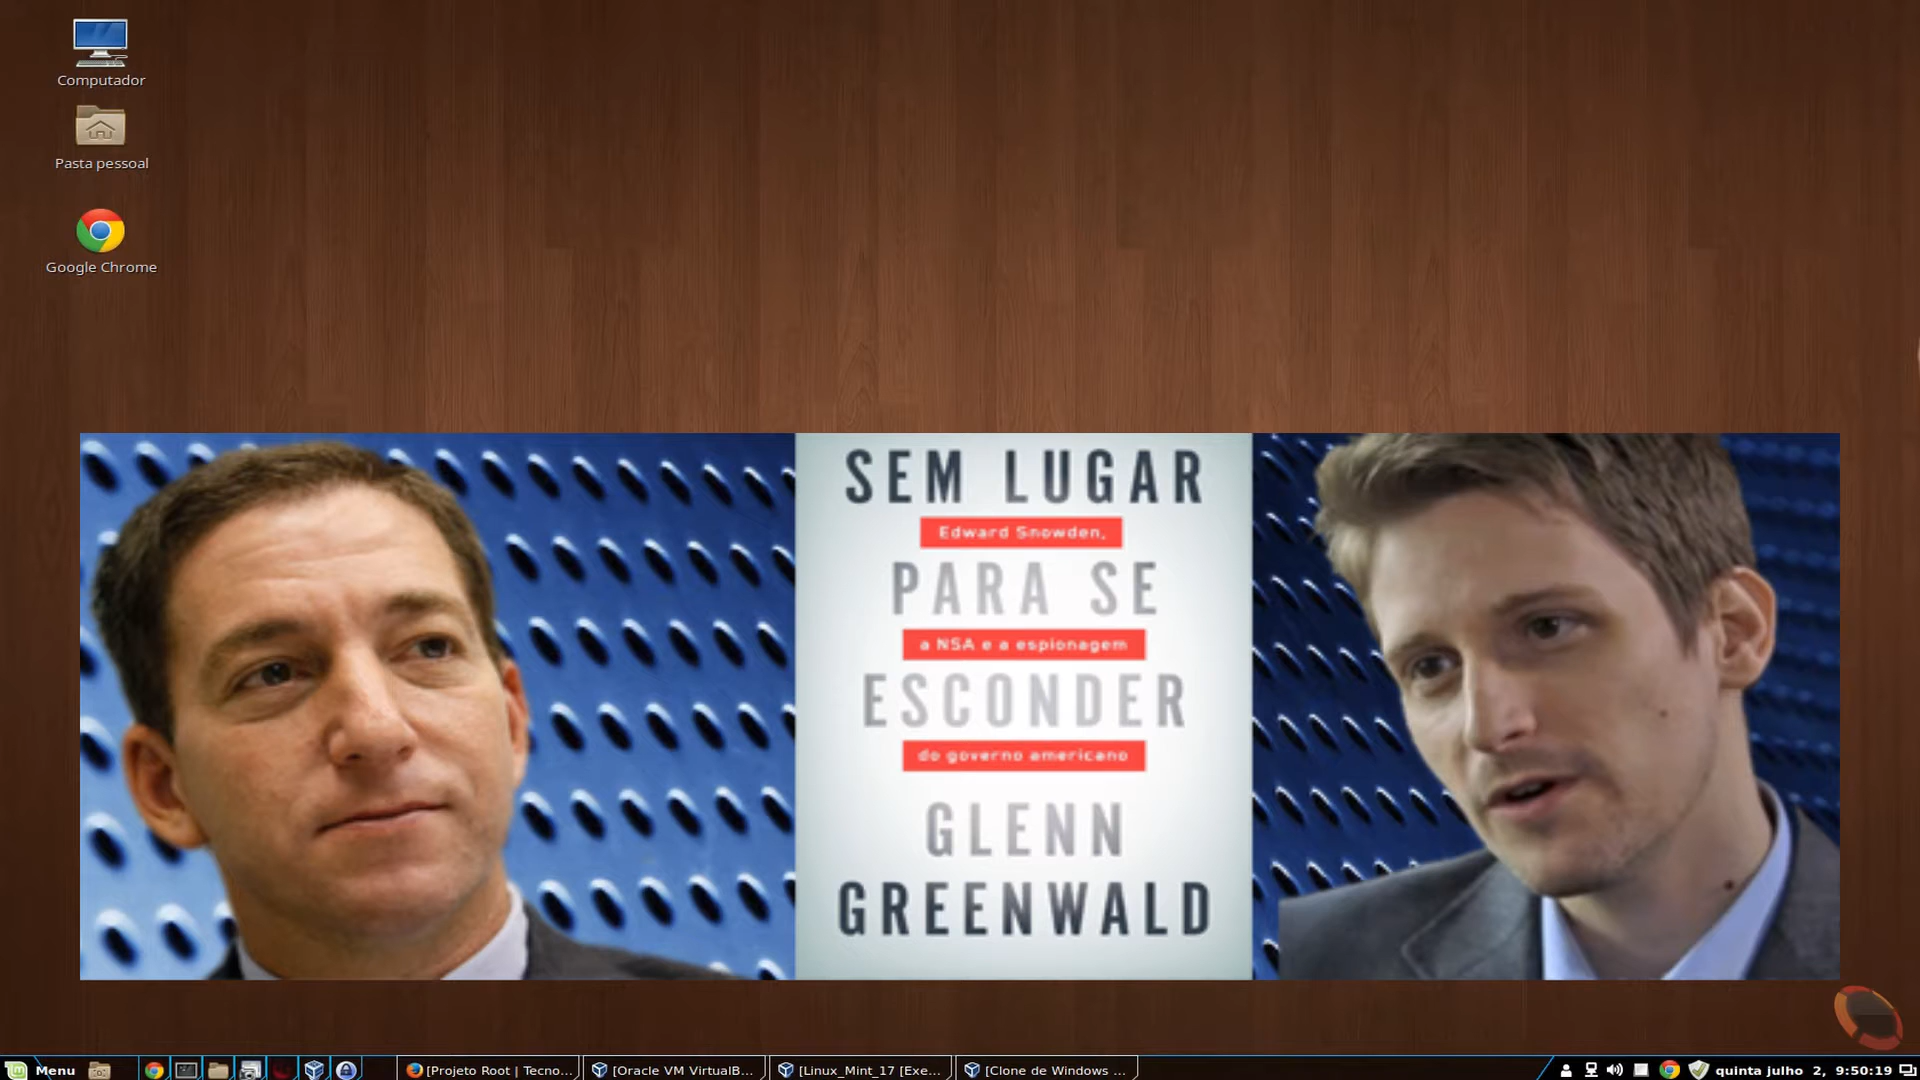 Computador
Pasta pessoal
Google Chrome
SEM LUGAR
Edward Snowden,
PARA SE
a NSA e a espionagem
ESCONDER
do governo americano
GLENN
GREENWALD
Menu
[Projeto Root | Tecno...
[Oracle VM VirtualB...
[Linux_Mint_17 [Exe...
[Clone de Windows ...
quinta julho 2, 9:50:19